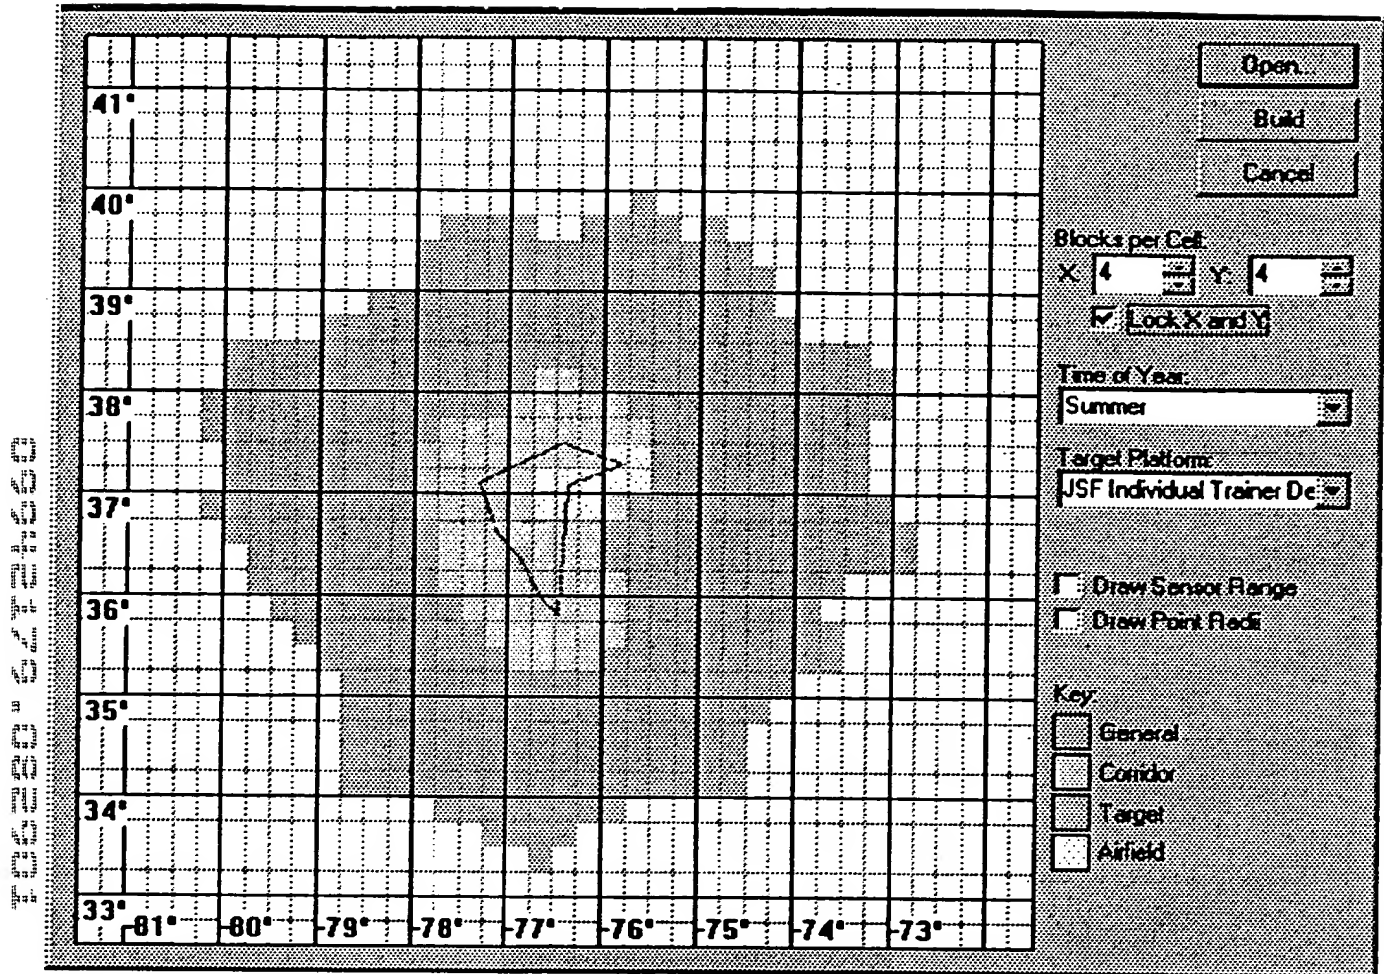 Open...
Build
Cancel
Blocks per Cell:
X: 4 Y: 4
Lock X and Y
Time of Year:
Summer
Target Platform:
JSF Individual Trainer De
Draw Sensor Range
Draw Point Radii
Key:
General
Corridor
Target
Airfield
41°
40°
39°
38°
37°
36°
35°
34°
33°
-81° -80° -79° -78° -77° -76° -75° -74° -73°